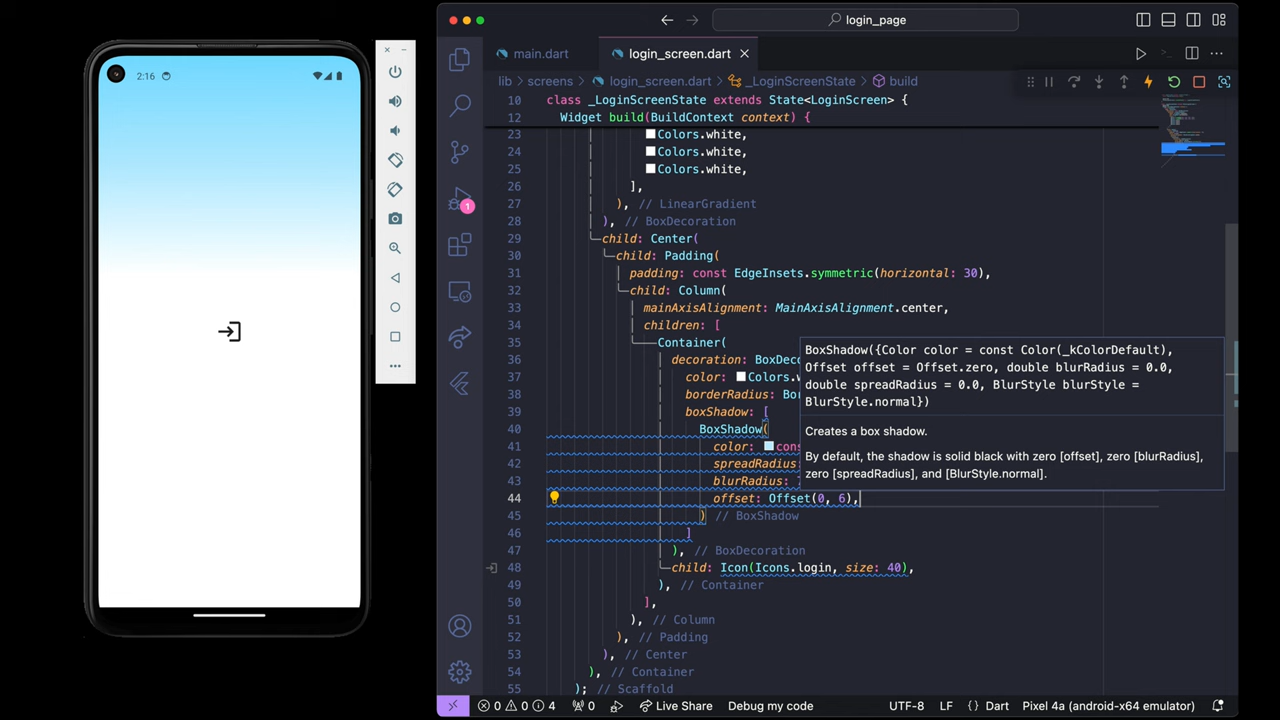 login_page
main.dart
login_screen.dart
lib > screens > login_screen.dart > _LoginScreenState > build
2:16
10 class _LoginScreenState extends State<LoginScreen> {
12 Widget build(BuildContext context) {
23 Colors.white,
24 Colors.white,
25 Colors.white,
26 ],
27 ), // LinearGradient
28 ), // BoxDecoration
29 child: Center(
30 child: Padding(
31 padding: const EdgeInsets.symmetric(horizontal: 30),
32 child: Column(
33 mainAxisAlignment: MainAxisAlignment.center,
34 children: [
35 Container(
36 decoration: BoxDeco
37 color: Colors.w
38 borderRadius: Bor
39 boxShadow: [
40 BoxShadow(
41 color: cons
42 spreadRadius:
43 blurRadius:
44 offset: Offset(0, 6),
45 ) // BoxShadow
46 ]
47 ), // BoxDecoration
48 child: Icon(Icons.login, size: 40),
49 ), // Container
50 ],
51 ), // Column
52 ), // Padding
53 ), // Center
54 ), // Container
55 ); // Scaffold
BoxShadow({Color color = const Color(_kColorDefault),
Offset offset = Offset.zero, double blurRadius = 0.0,
double spreadRadius = 0.0, BlurStyle blurStyle =
BlurStyle.normal})
Creates a box shadow.
By default, the shadow is solid black with zero [offset], zero [blurRadius],
zero [spreadRadius], and [BlurStyle.normal].
1
0 0 4 0 Live Share Debug my code UTF-8 LF {} Dart Pixel 4a (android-x64 emulator)